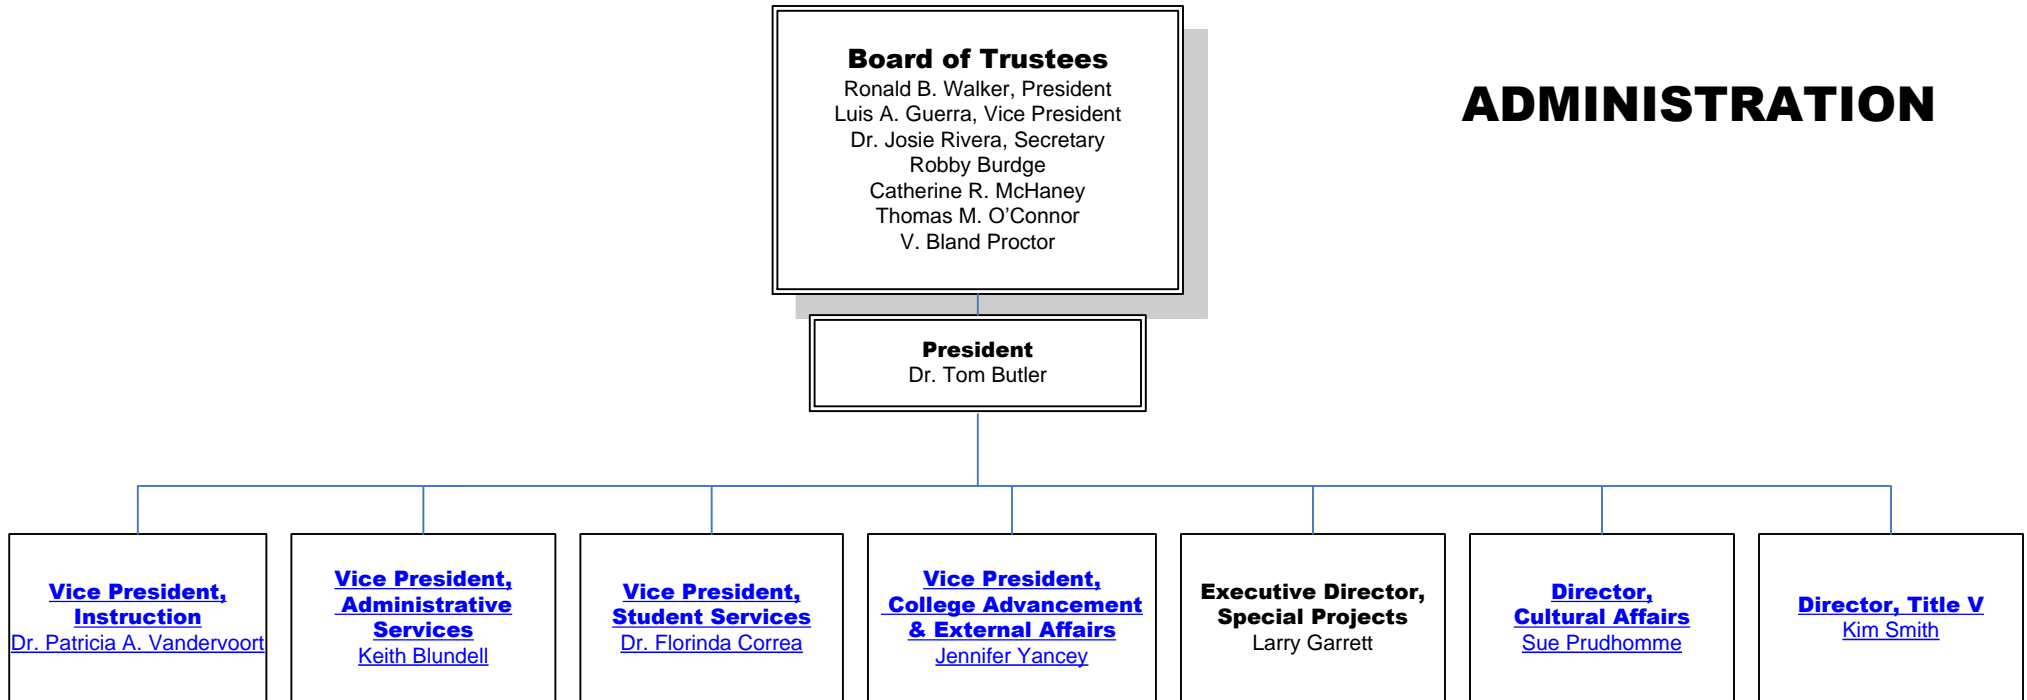 Board of Trustees
Ronald B. Walker, President
Luis A. Guerra, Vice President
Dr. Josie Rivera, Secretary
Robby Burdge
Catherine R. McHaney
Thomas M. O'Connor
V. Bland Proctor
ADMINISTRATION
President
Dr. Tom Butler
Vice President,
Instruction
Dr. Patricia A. Vandervoort
Vice President,
Administrative
Services
Keith Blundell
Vice President,
Student Services
Dr. Florinda Correa
Vice President,
College Advancement
& External Affairs
Jennifer Yancey
Executive Director,
Special Projects
Larry Garrett
Director,
Cultural Affairs
Sue Prudhomme
Director, Title V
Kim Smith